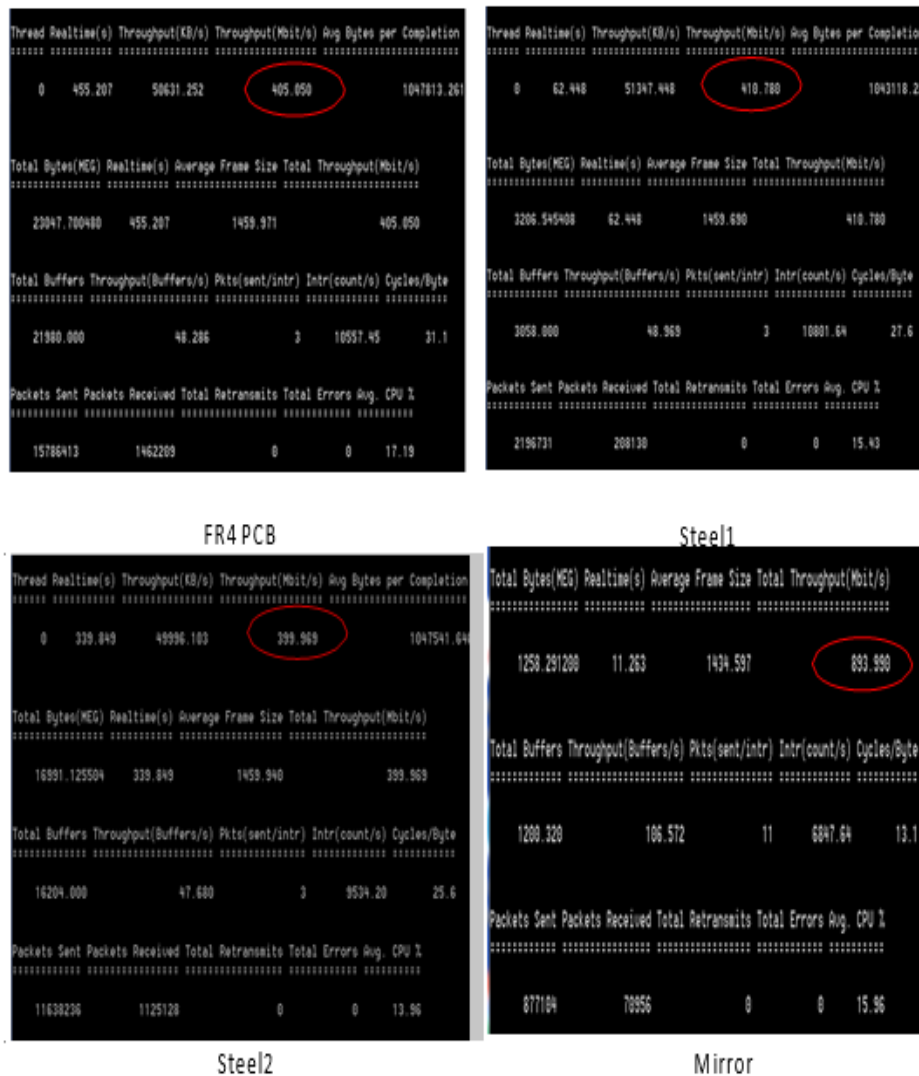 Thread Realtime(s) Throughput(KB/s) Throughput(Mbit/s) Avg Bytes per Completion
0 455.207 50631.252 405.050 1047813.261
Total Bytes(MEG) Realtime(s) Average Frame Size Total Throughput(Mbit/s)
23047.700480 455.207 1459.971 405.050
Total Buffers Throughput(Buffers/s) Pkts(sent/intr) Intr(count/s) Cycles/Byte
21980.000 48.286 3 10557.45 31.1
Packets Sent Packets Received Total Retransmits Total Errors Avg. CPU %
15786413 1462209 0 0 17.19
FR4 PCB
Thread Realtime(s) Throughput(KB/s) Throughput(Mbit/s) Avg Bytes per Completion
0 62.448 51347.448 410.780 1043118.2
Total Bytes(MEG) Realtime(s) Average Frame Size Total Throughput(Mbit/s)
3206.545408 62.448 1459.690 410.780
Total Buffers Throughput(Buffers/s) Pkts(sent/intr) Intr(count/s) Cycles/Byte
3058.000 48.969 3 10801.64 27.6
Packets Sent Packets Received Total Retransmits Total Errors Avg. CPU %
2196731 208130 0 0 15.43
Steel1
Thread Realtime(s) Throughput(KB/s) Throughput(Mbit/s) Avg Bytes per Completion
0 339.849 49996.103 399.969 1047541.640
Total Bytes(MEG) Realtime(s) Average Frame Size Total Throughput(Mbit/s)
16991.125504 339.849 1459.940 399.969
Total Buffers Throughput(Buffers/s) Pkts(sent/intr) Intr(count/s) Cycles/Byte
16204.000 47.680 3 9534.20 25.6
Packets Sent Packets Received Total Retransmits Total Errors Avg. CPU %
11638236 1125128 0 0 13.96
Steel2
Total Bytes(MEG) Realtime(s) Average Frame Size Total Throughput(Mbit/s)
1258.291200 11.263 1434.597 893.990
Total Buffers Throughput(Buffers/s) Pkts(sent/intr) Intr(count/s) Cycles/Byte
1200.320 106.572 11 6847.64 13.1
Packets Sent Packets Received Total Retransmits Total Errors Avg. CPU %
877104 70956 0 0 15.96
Mirror